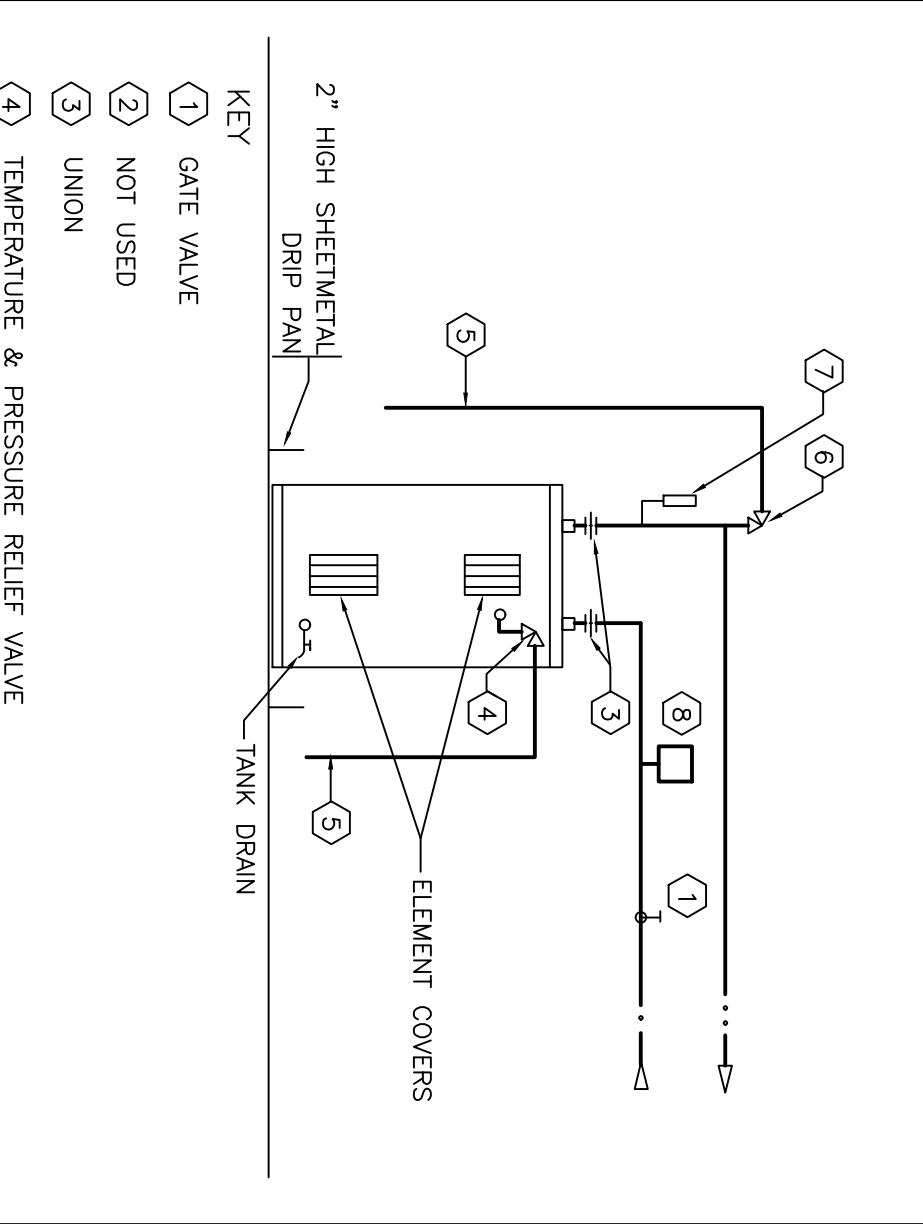 7
6
8
1
3
4
5
ELEMENT COVERS
5
2" HIGH SHEETMETAL
DRIP PAN
TANK DRAIN
KEY
1 GATE VALVE
2 NOT USED
3 UNION
4 TEMPERATURE & PRESSURE RELIEF VALVE